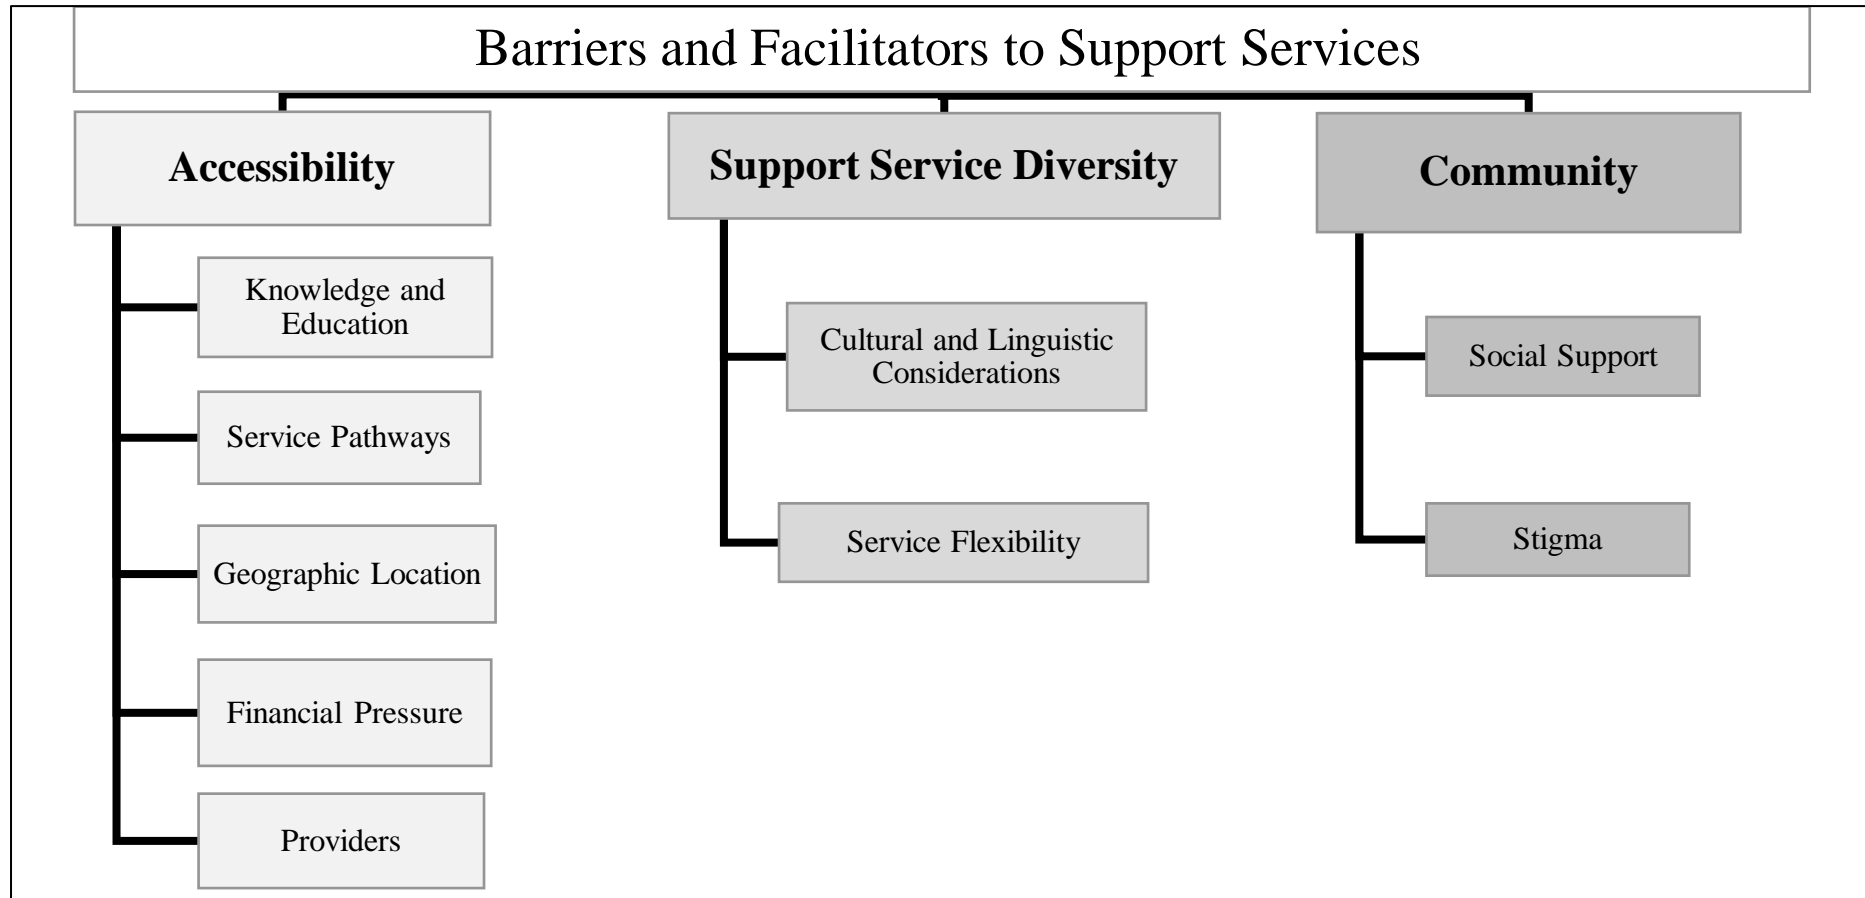 Barriers and Facilitators to Support Services
Accessibility
Knowledge and
Education
Service Pathways
Geographic Location
Financial Pressure
Providers
Support Service Diversity
Cultural and Linguistic
Considerations
Service Flexibility
Community
Social Support
Stigma